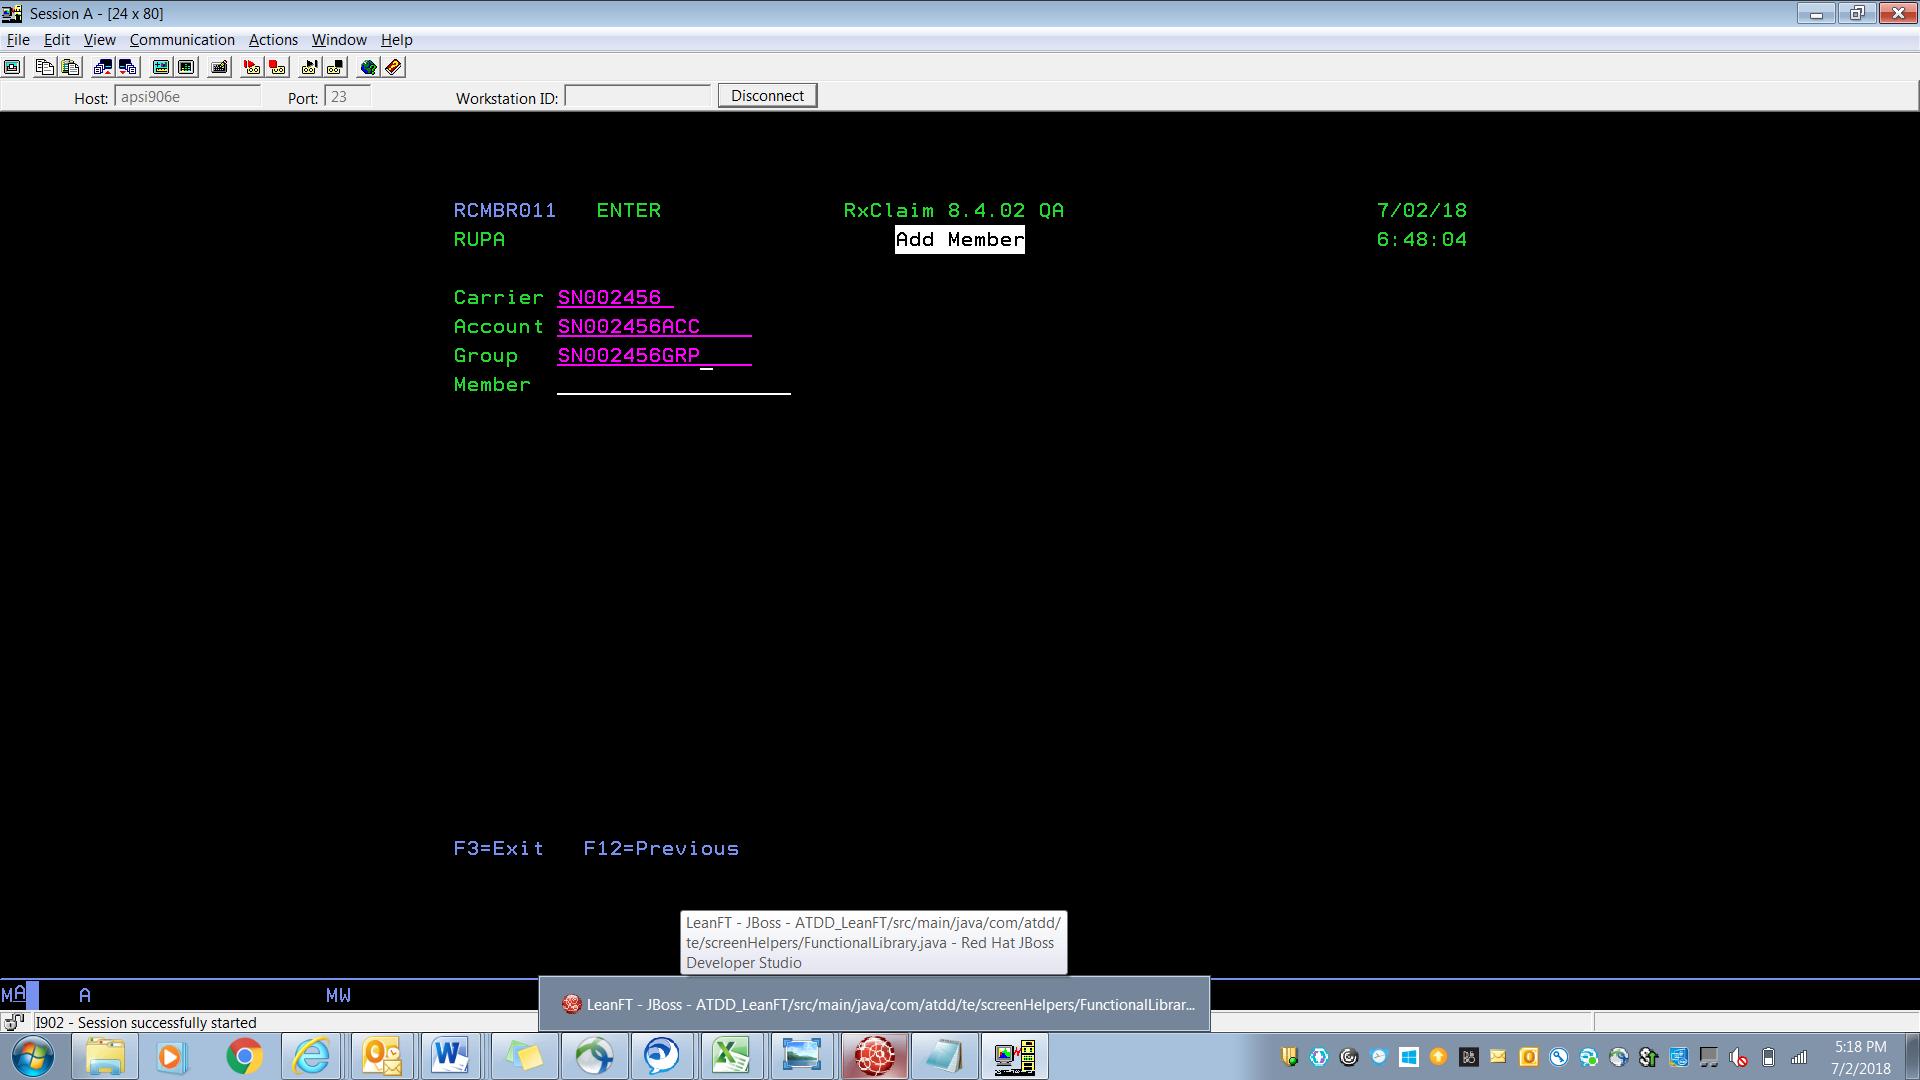 Session A - [24 x 80]
File Edit View Communication Actions Window Help
Host: apsi906e Port: 23 Workstation ID: Disconnect
RCMBR011 ENTER RxClaim 8.4.02 QA 7/02/18
RUPA Add Member 6:48:04
Carrier SN002456
Account SN002456ACC
Group SN002456GRP
Member
F3=Exit F12=Previous
LeanFT - JBoss - ATDD_LeanFT/src/main/java/com/atdd/
te/screenHelpers/FunctionalLibrary.java - Red Hat JBoss
Developer Studio
MA A MW
LeanFT - JBoss - ATDD_LeanFT/src/main/java/com/atdd/te/screenHelpers/FunctionalLibrar...
I902 - Session successfully started
5:18 PM
7/2/2018